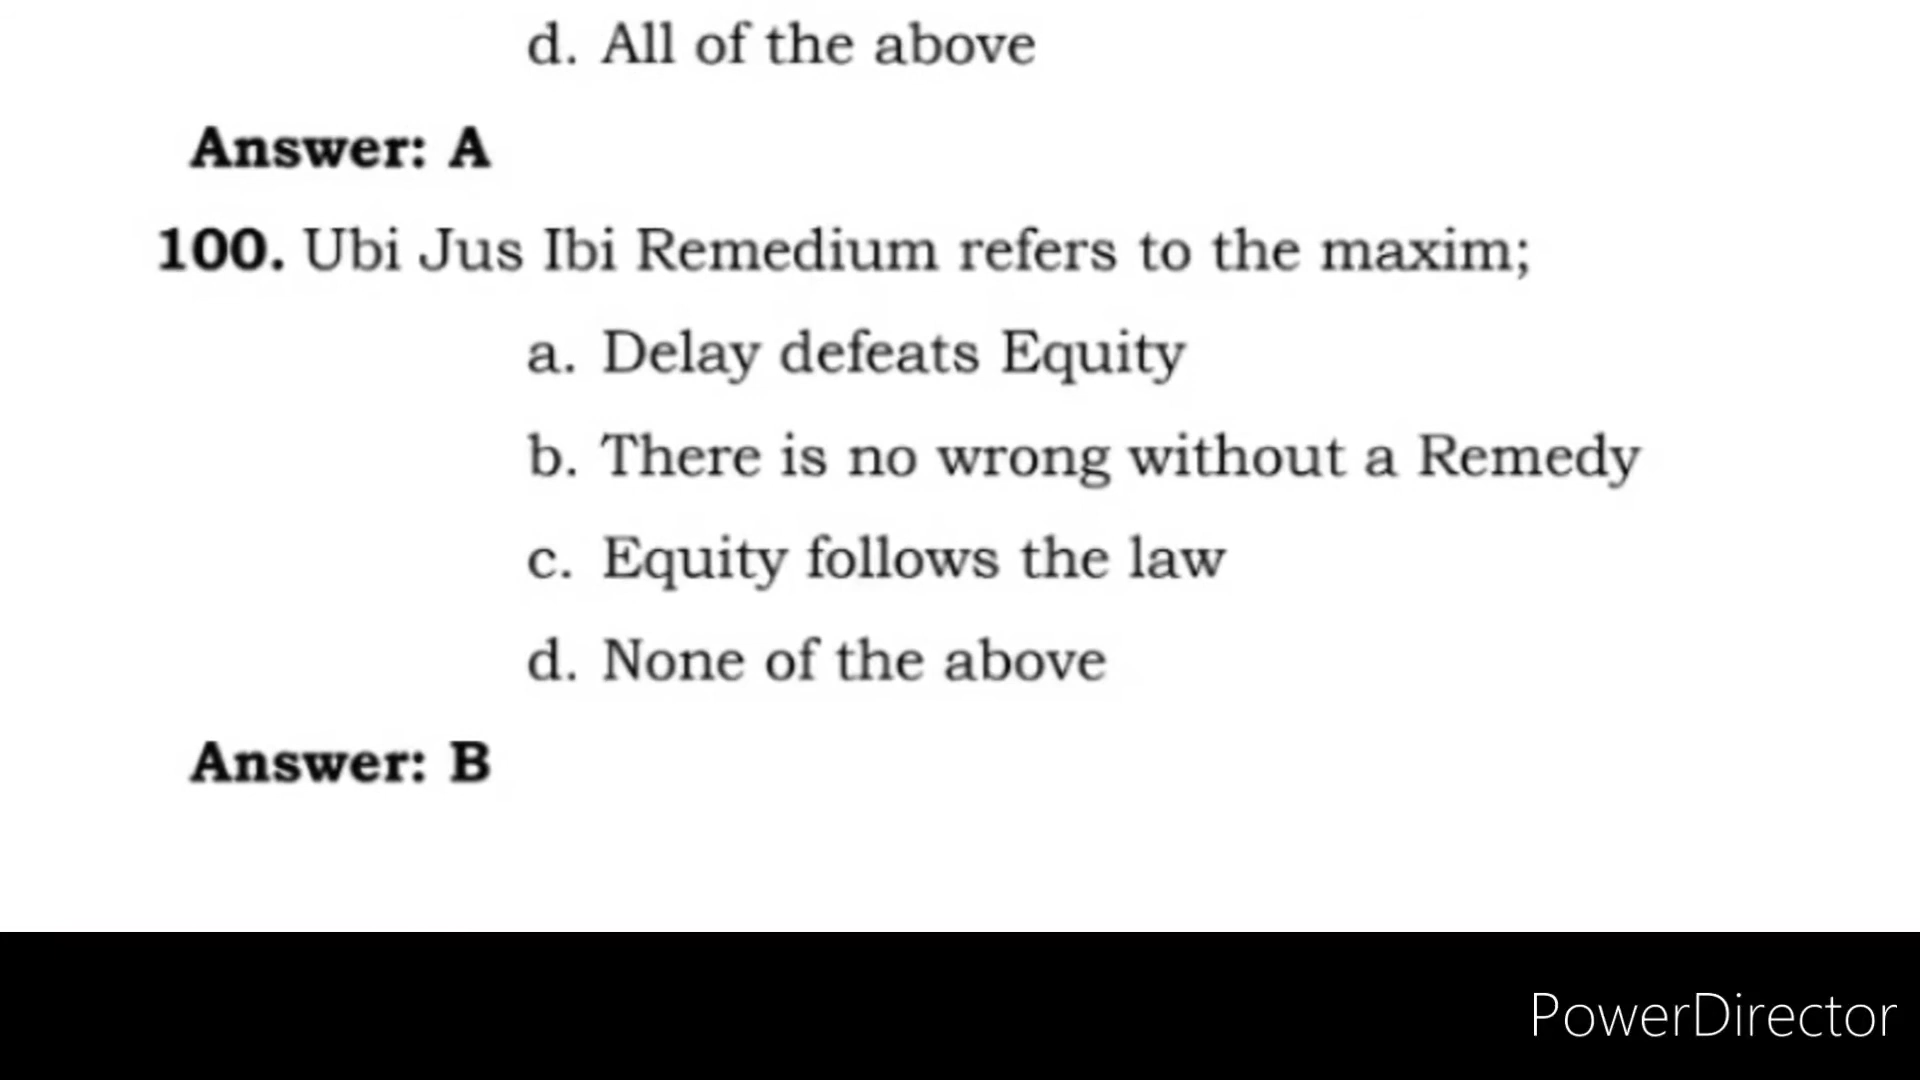 d. All of the above
Answer: A
100. Ubi Jus Ibi Remedium refers to the maxim;
a. Delay defeats Equity
b. There is no wrong without a Remedy
c. Equity follows the law
d. None of the above
Answer: B
PowerDirector